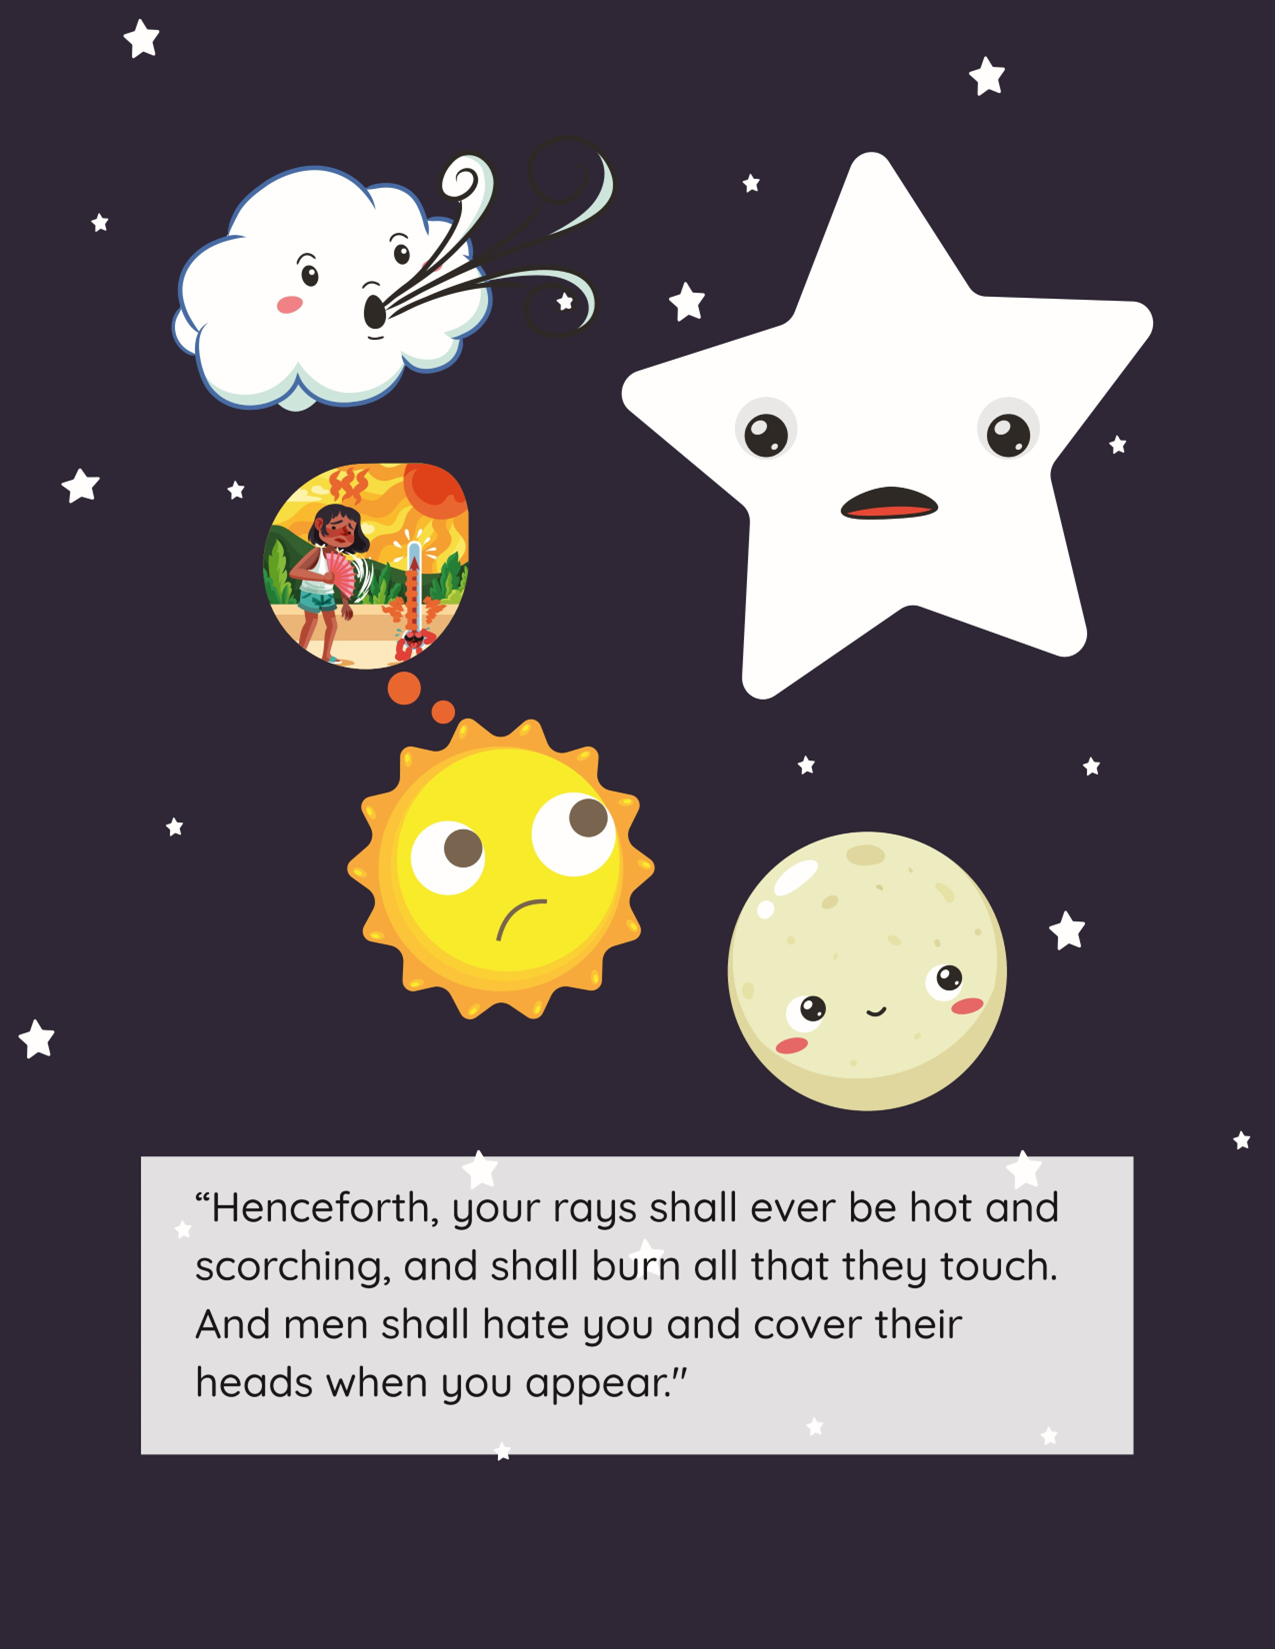 “Henceforth, your rays shall ever be hot and
scorching, and shall burn all that they touch.
And men shall hate you and cover their
heads when you appear."